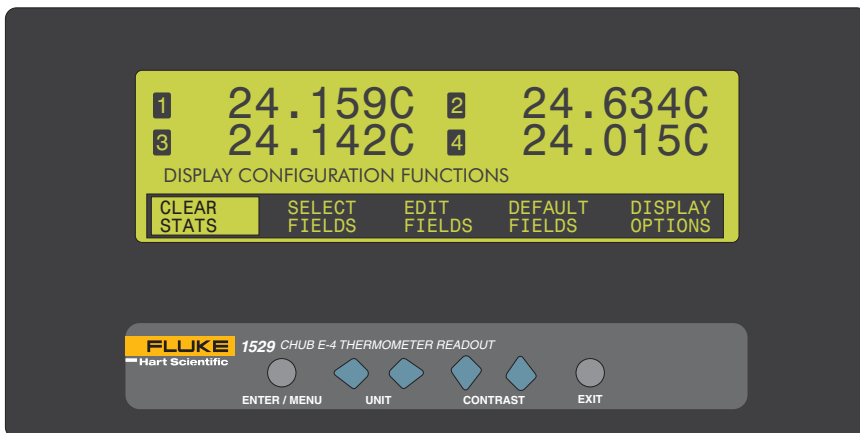 1 24.159C 2 24.634C
3 24.142C 4 24.015C
DISPLAY CONFIGURATION FUNCTIONS
CLEAR SELECT EDIT DEFAULT DISPLAY
STATS FIELDS FIELDS FIELDS OPTIONS
FLUKE 1529 CHUB E-4 THERMOMETER READOUT
Hart Scientific
ENTER / MENU UNIT CONTRAST EXIT